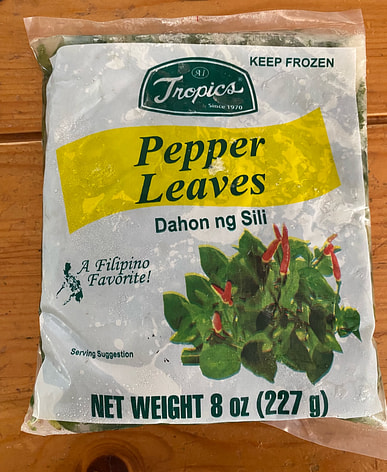 KEEP FROZEN
A1
Tropics
Since 1970
Pepper
Leaves
Dahon ng Sili
A Filipino
Favorite!
Serving Suggestion
NET WEIGHT 8 oz (227 g)